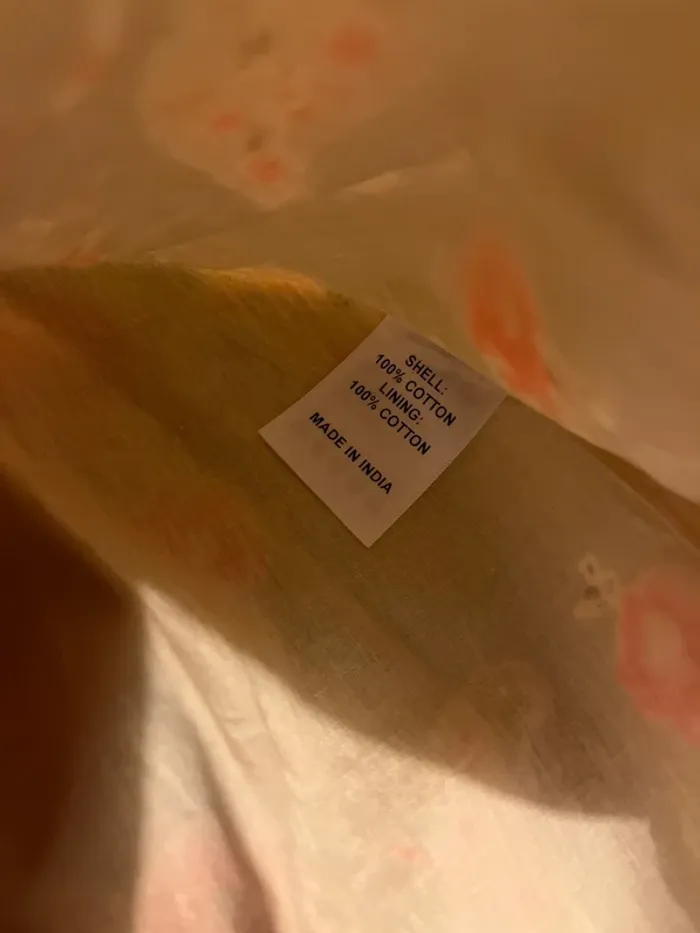 SHELL:
100% COTTON
LINING:
100% COTTON
MADE IN INDIA